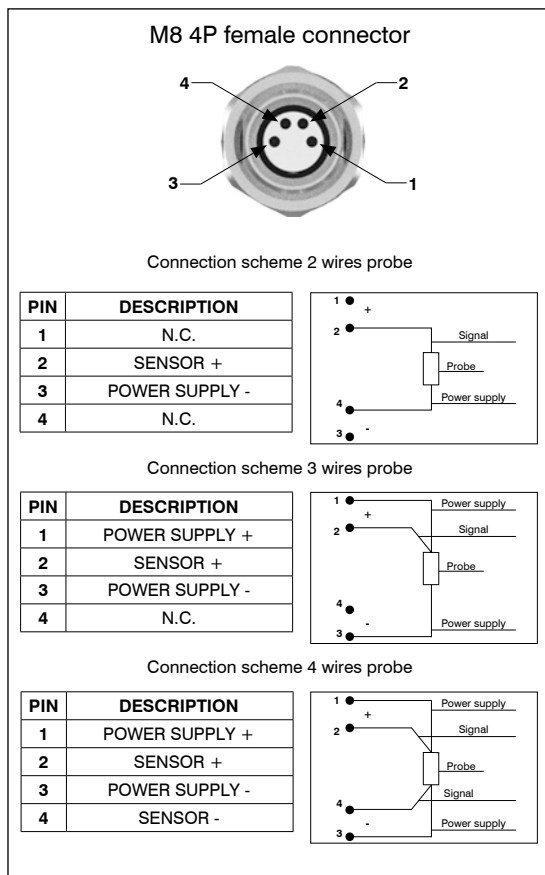 M8 4P female connector
4 2
3 1
Connection scheme 2 wires probe
PIN DESCRIPTION
1 N.C.
2 SENSOR +
3 POWER SUPPLY -
4 N.C.
1
+
2
Signal
Probe
4
Power supply
-
3
Connection scheme 3 wires probe
PIN DESCRIPTION
1 POWER SUPPLY +
2 SENSOR +
3 POWER SUPPLY -
4 N.C.
1
Power supply
+
2
Signal
Probe
4
-
Power supply
3
Connection scheme 4 wires probe
PIN DESCRIPTION
1 POWER SUPPLY +
2 SENSOR +
3 POWER SUPPLY -
4 SENSOR -
1
Power supply
+
2
Signal
Probe
Signal
4
-
Power supply
3